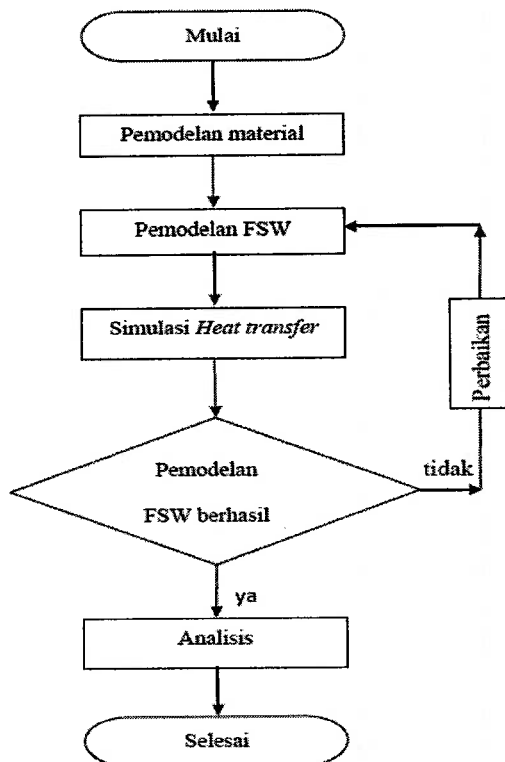 Mulai
Pemodelan material
Pemodelan FSW
Simulasi Heat transfer
Perbaikan
Pemodelan
FSW berhasil
tidak
ya
Analisis
Selesai